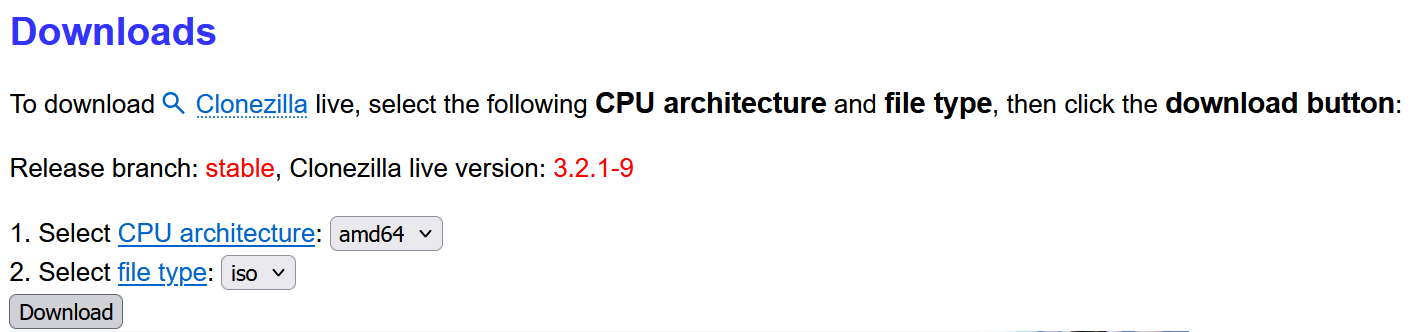 Downloads
To download Clonezilla live, select the following CPU architecture and file type, then click the download button:
Release branch: stable, Clonezilla live version: 3.2.1-9
1. Select CPU architecture: amd64
2. Select file type: iso
Download